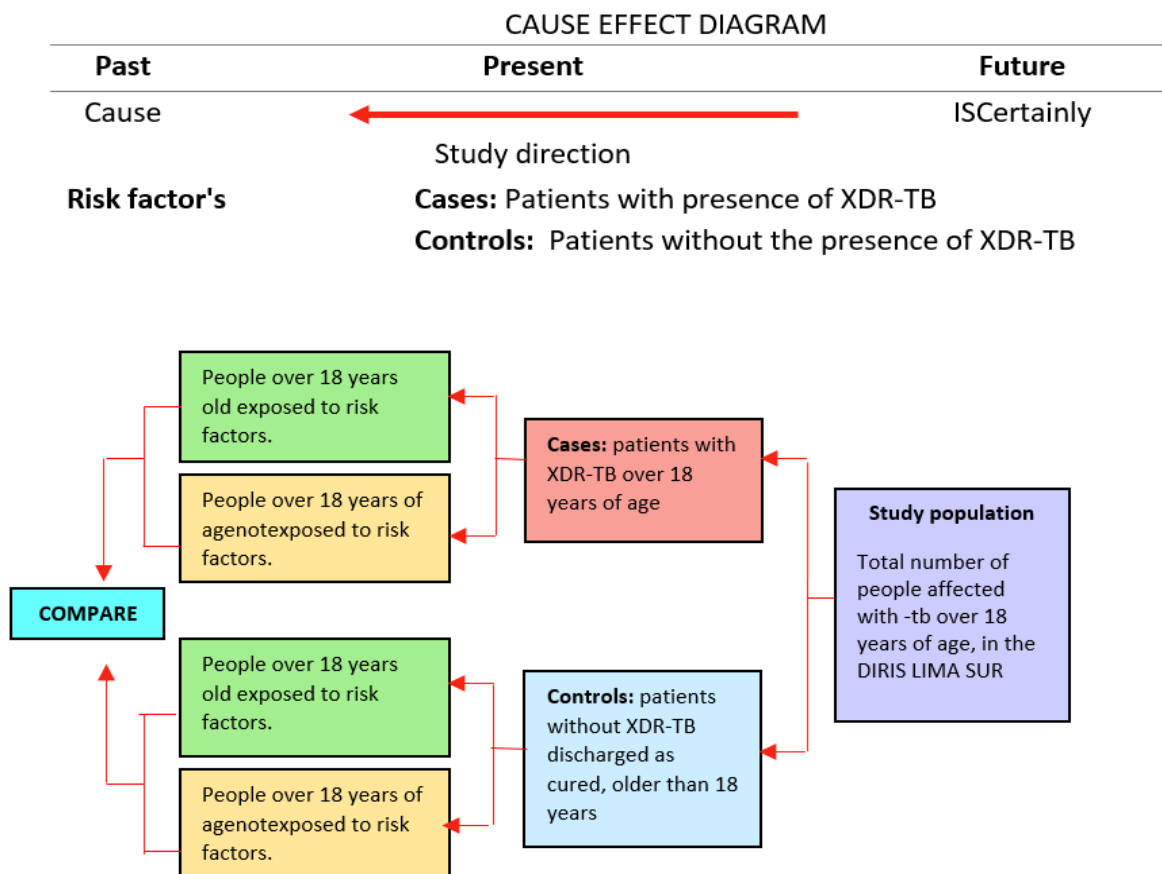 CAUSE EFFECT DIAGRAM
Past Present Future
Cause ISCertainly
Study direction
Risk factor's Cases: Patients with presence of XDR-TB
Controls: Patients without the presence of XDR-TB
People over 18 years
old exposed to risk
factors.
People over 18 years of
agenotexposed to risk
factors.
COMPARE
People over 18 years
old exposed to risk
factors.
People over 18 years of
agenotexposed to risk
factors.
Cases: patients with
XDR-TB over 18
years of age
Controls: patients
without XDR-TB
discharged as
cured, older than 18
years
Study population
Total number of
people affected
with -tb over 18
years of age, in the
DIRIS LIMA SUR